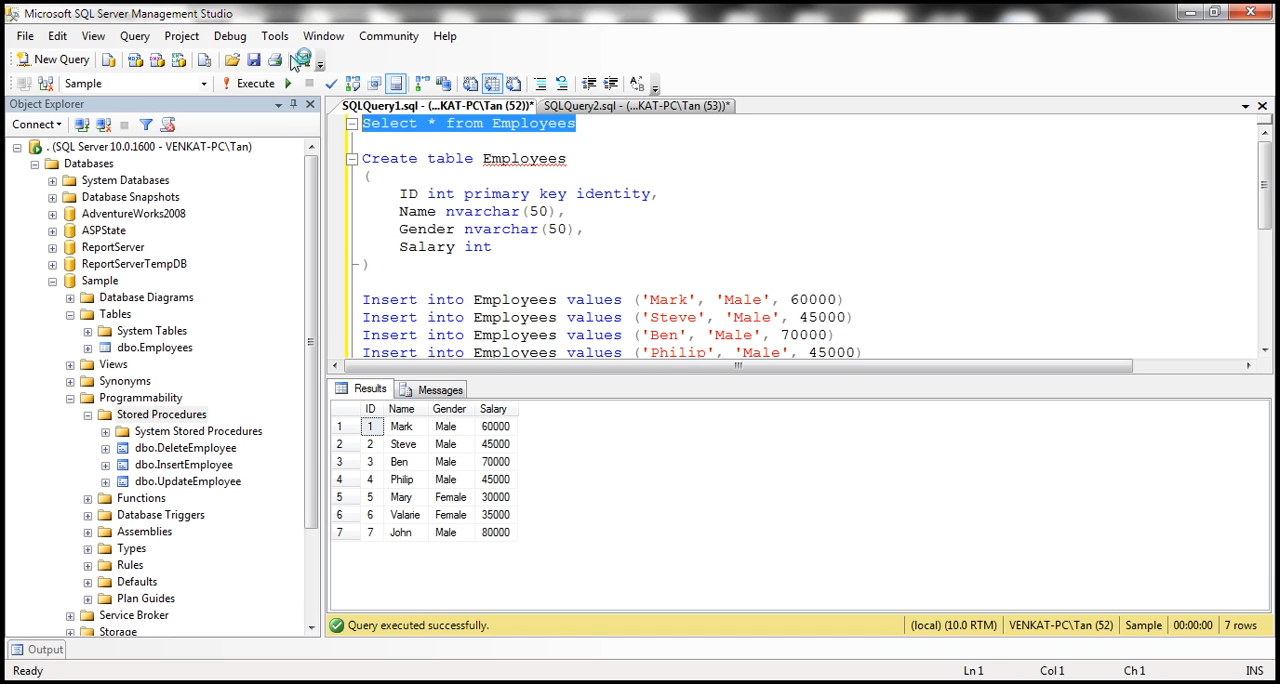 Microsoft SQL Server Management Studio
File Edit View Query Project Debug Tools Window Community Help
New Query
Sample Execute
Object Explorer
SQLQuery1.sql - (...KAT-PC\Tan (52))* SQLQuery2.sql - (...KAT-PC\Tan (53))*
Connect
. (SQL Server 10.0.1600 - VENKAT-PC\Tan)
Databases
System Databases
Database Snapshots
AdventureWorks2008
ASPState
ReportServer
ReportServerTempDB
Sample
Database Diagrams
Tables
System Tables
dbo.Employees
Views
Synonyms
Programmability
Stored Procedures
System Stored Procedures
dbo.DeleteEmployee
dbo.InsertEmployee
dbo.UpdateEmployee
Functions
Database Triggers
Assemblies
Types
Rules
Defaults
Plan Guides
Service Broker
Storage
Select * from Employees
Create table Employees
(
ID int primary key identity,
Name nvarchar(50),
Gender nvarchar(50),
Salary int
)
Insert into Employees values ('Mark', 'Male', 60000)
Insert into Employees values ('Steve', 'Male', 45000)
Insert into Employees values ('Ben', 'Male', 70000)
Insert into Employees values ('Philip', 'Male', 45000)
Results Messages
ID Name Gender Salary
1 1 Mark Male 60000
2 2 Steve Male 45000
3 3 Ben Male 70000
4 4 Philip Male 45000
5 5 Mary Female 30000
6 6 Valarie Female 35000
7 7 John Male 80000
Query executed successfully. (local) (10.0 RTM) VENKAT-PC\Tan (52) Sample 00:00:00 7 rows
Output
Ready Ln 1 Col 1 Ch 1 INS